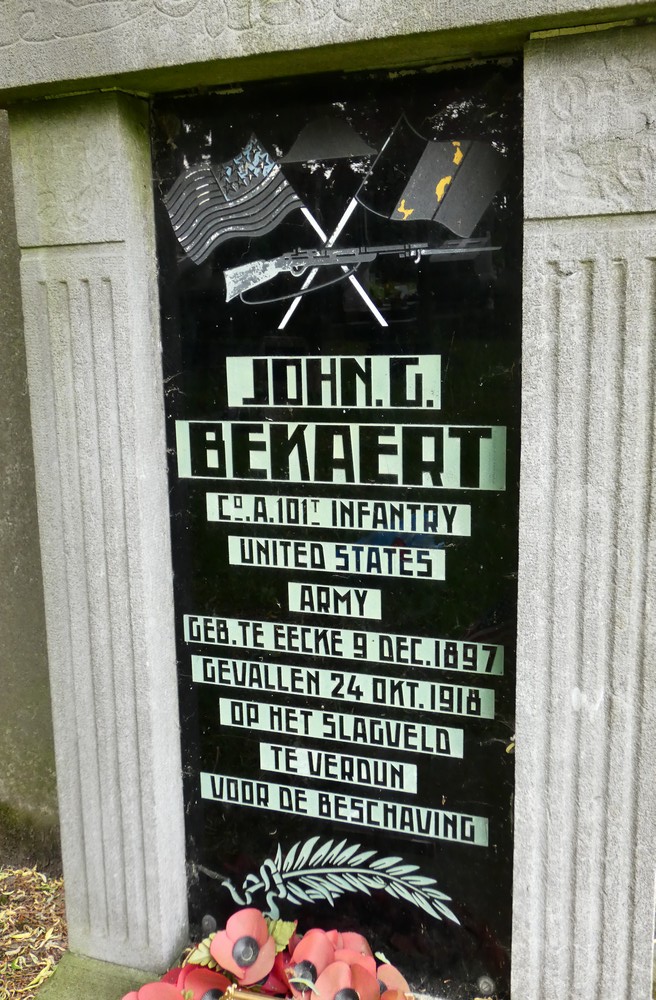 JOHN.G.
BEKAERT
Cº.A.101ᵀ INFANTRY
UNITED STATES
ARMY
GEB.TE EECKE 9 DEC.1897
GEVALLEN 24 OKT.1918
OP HET SLAGVELD
TE VERDUN
VOOR DE BESCHAVING